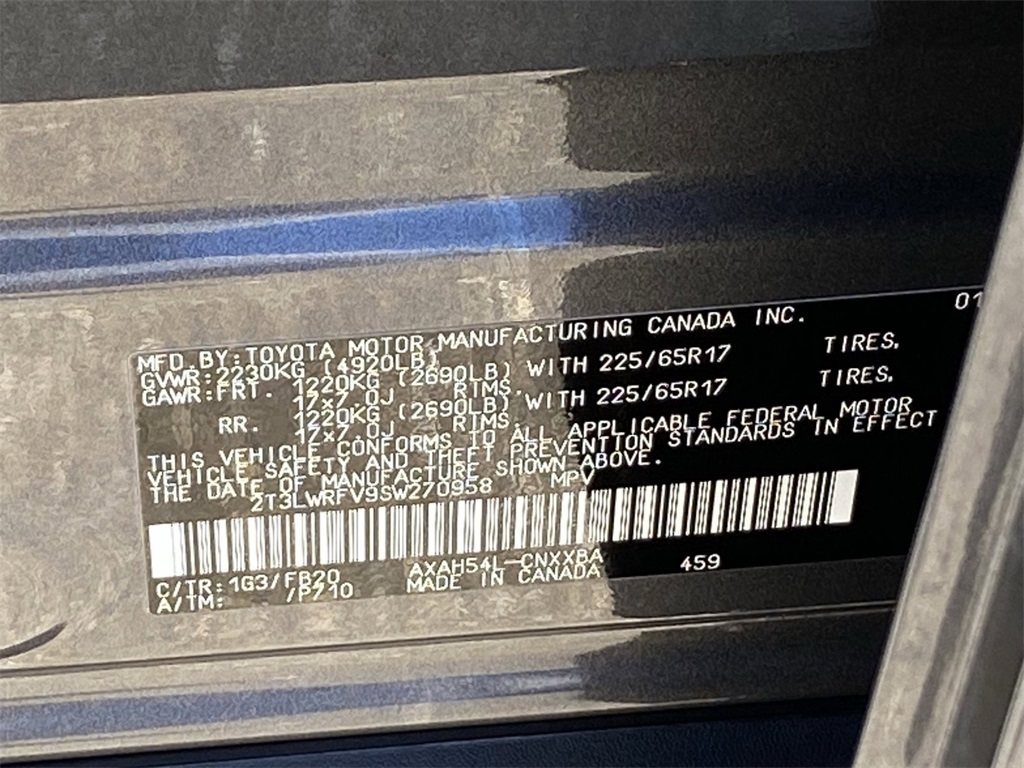 01
MFD.BY:TOYOTA MOTOR MANUFACTURING CANADA INC.
GVWR:2230KG (4920LB)
GAWR:FRT. 1220KG (2690LB) WITH 225/65R17 TIRES,
17x7.0J RIMS,
RR. 1220KG (2690LB) WITH 225/65R17 TIRES,
17x7.0J RIMS,
THIS VEHICLE CONFORMS TO ALL APPLICABLE FEDERAL MOTOR
VEHICLE SAFETY AND THEFT PREVENTION STANDARDS IN EFFECT
THE DATE OF MANUFACTURE SHOWN ABOVE.
2T3LWRFV9SW270958 MPV
C/TR:1G3/FB20 AXAH54L-CNXXBA 459
A/TM: /P710 MADE IN CANADA